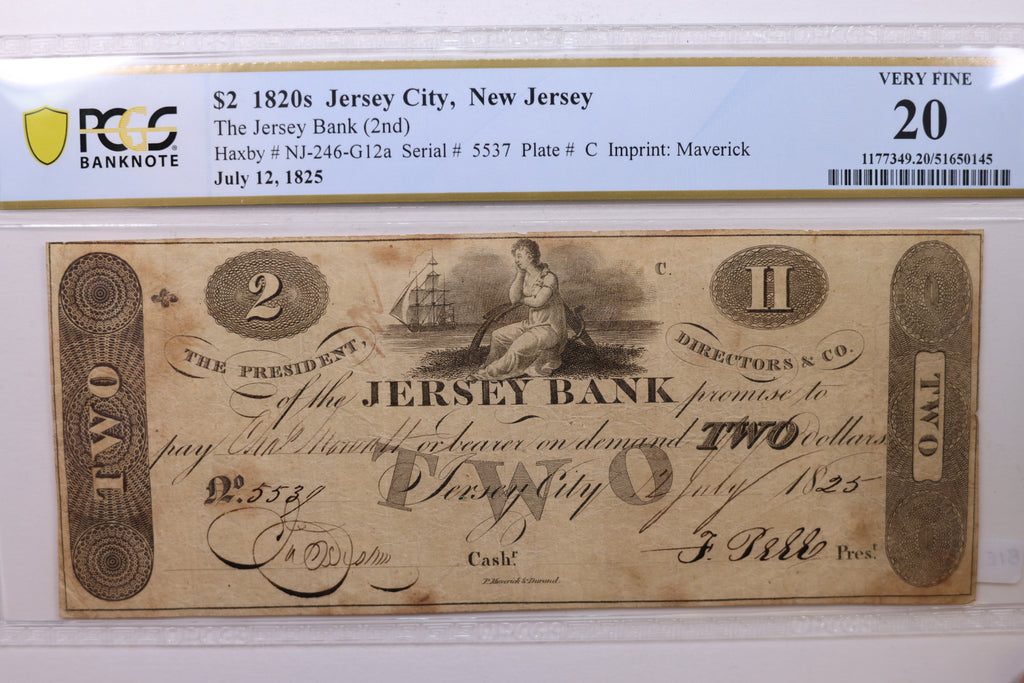 PCGS
BANKNOTE
$2 1820s Jersey City, New Jersey
The Jersey Bank (2nd)
Haxby # NJ-246-G12a Serial # 5537 Plate # C Imprint: Maverick
July 12, 1825
VERY FINE
20
1177349.20/51650145
2
C.
II
THE PRESIDENT,
DIRECTORS & CO.
of the JERSEY BANK promise to
pay or bearer on demand TWO dollars
TWO
No. 5539 Jersey City July 1825
Cashr.
F. Prest.
P. Maverick & Durand.
TWO
TWO